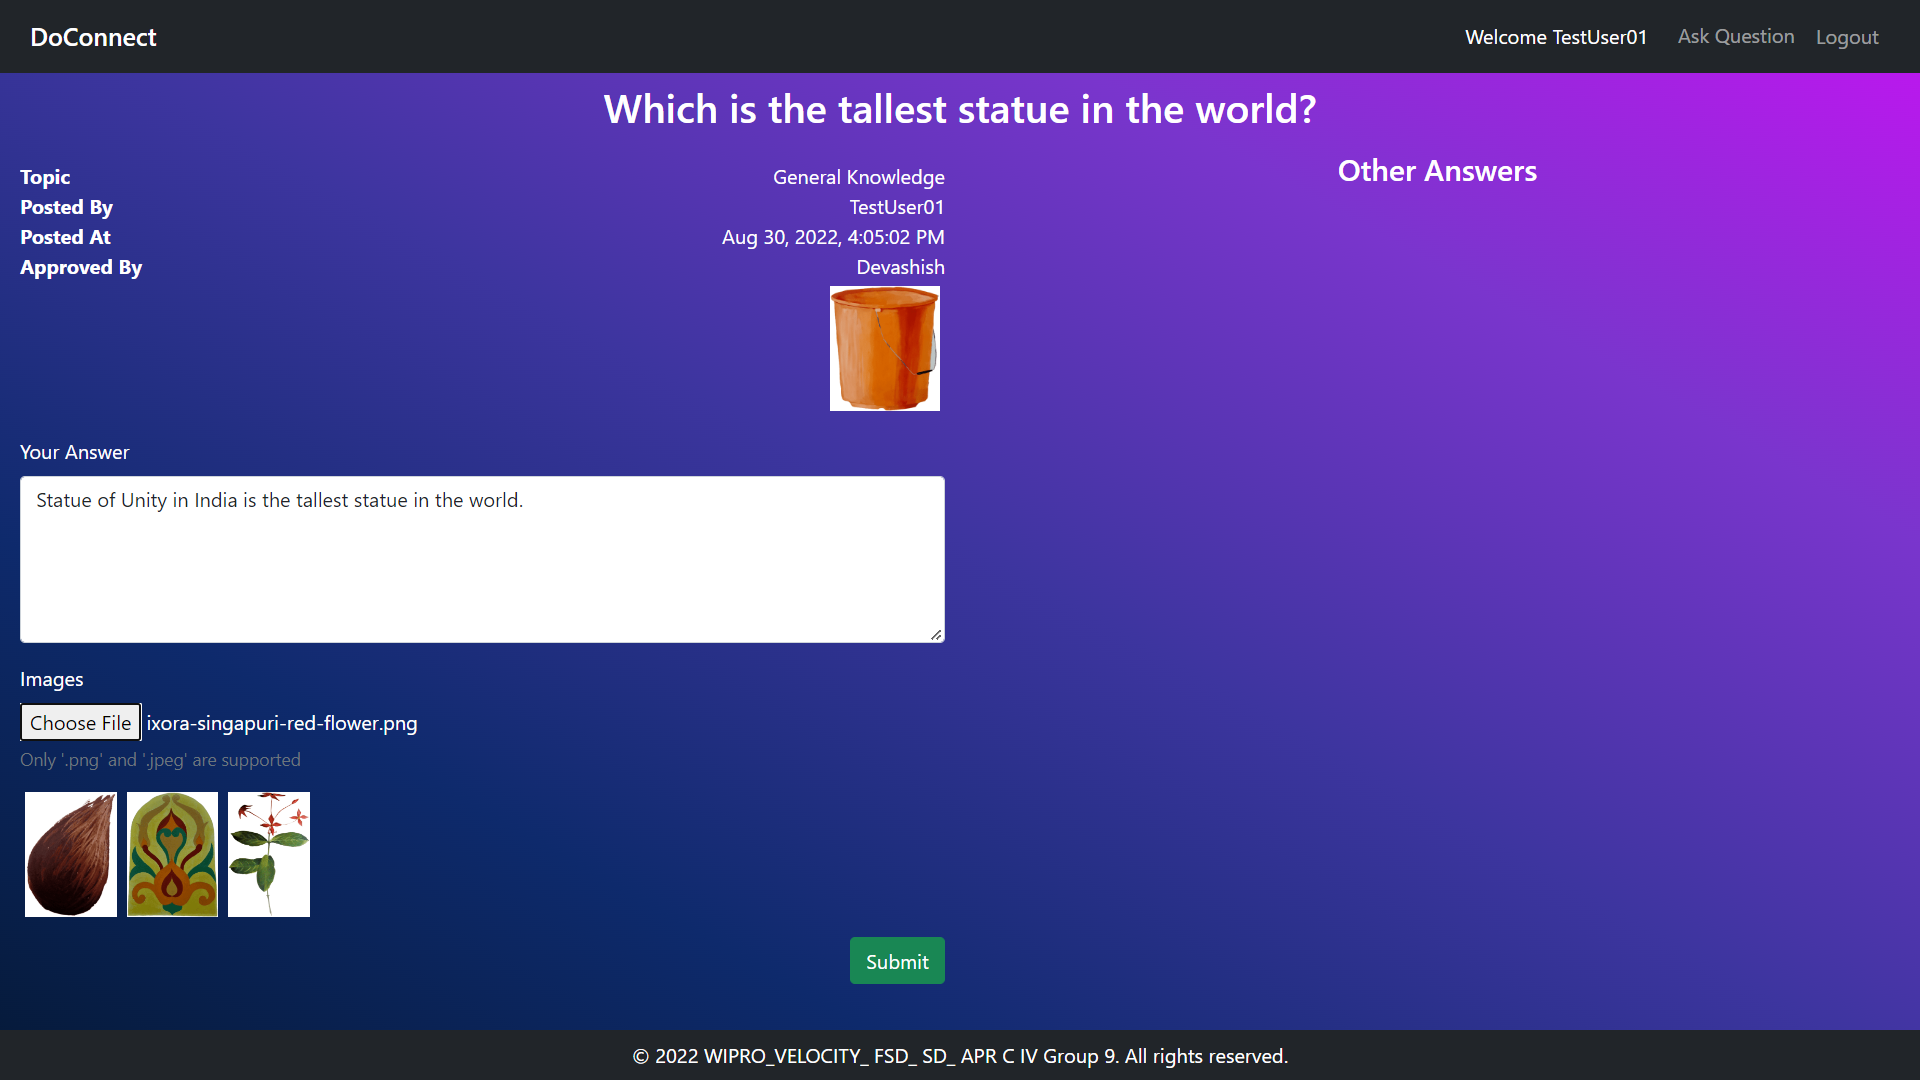 DoConnect
Welcome TestUser01 Ask Question Logout
Which is the tallest statue in the world?
Topic General Knowledge
Posted By TestUser01
Posted At Aug 30, 2022, 4:05:02 PM
Approved By Devashish
Your Answer
Statue of Unity in India is the tallest statue in the world.
Images
Choose File ixora-singapuri-red-flower.png
Only '.png' and '.jpeg' are supported
Submit
Other Answers
© 2022 WIPRO_VELOCITY_ FSD_ SD_ APR C IV Group 9. All rights reserved.